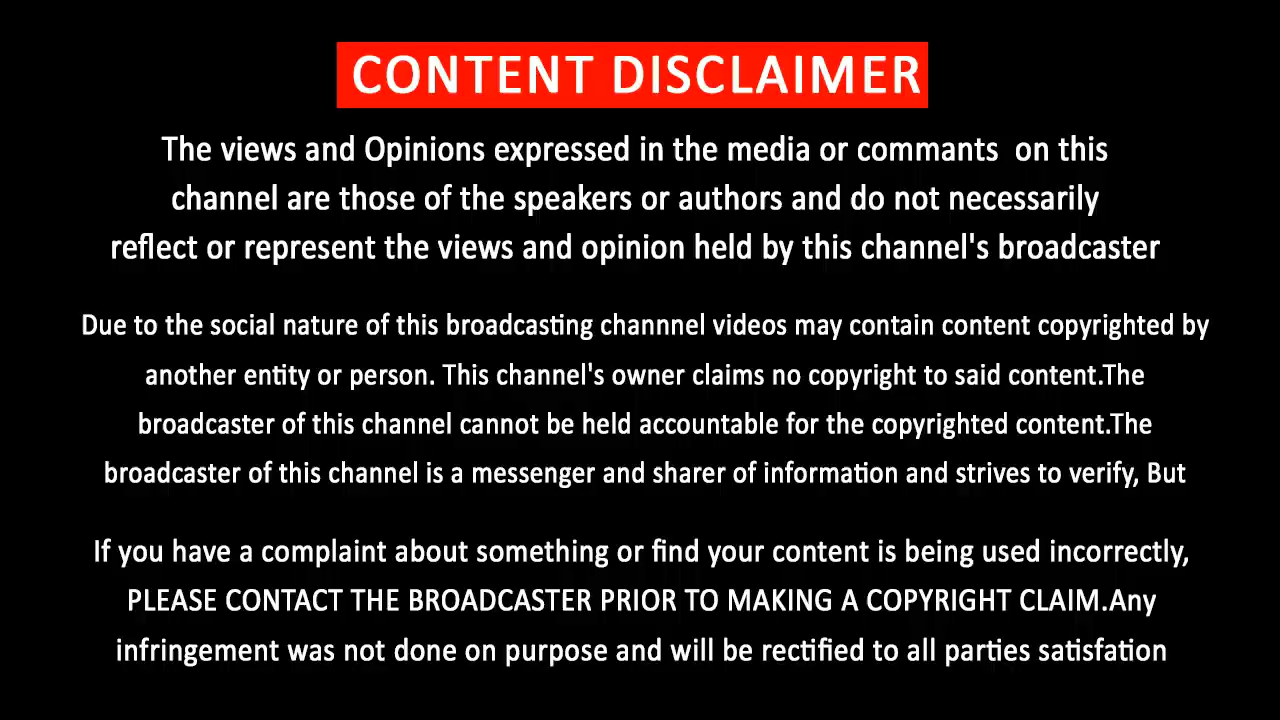 CONTENT DISCLAIMER
The views and Opinions expressed in the media or commants on this
channel are those of the speakers or authors and do not necessarily
reflect or represent the views and opinion held by this channel's broadcaster
Due to the social nature of this broadcasting channnel videos may contain content copyrighted by
another entity or person. This channel's owner claims no copyright to said content.The
broadcaster of this channel cannot be held accountable for the copyrighted content.The
broadcaster of this channel is a messenger and sharer of information and strives to verify, But
If you have a complaint about something or find your content is being used incorrectly,
PLEASE CONTACT THE BROADCASTER PRIOR TO MAKING A COPYRIGHT CLAIM.Any
infringement was not done on purpose and will be rectified to all parties satisfation